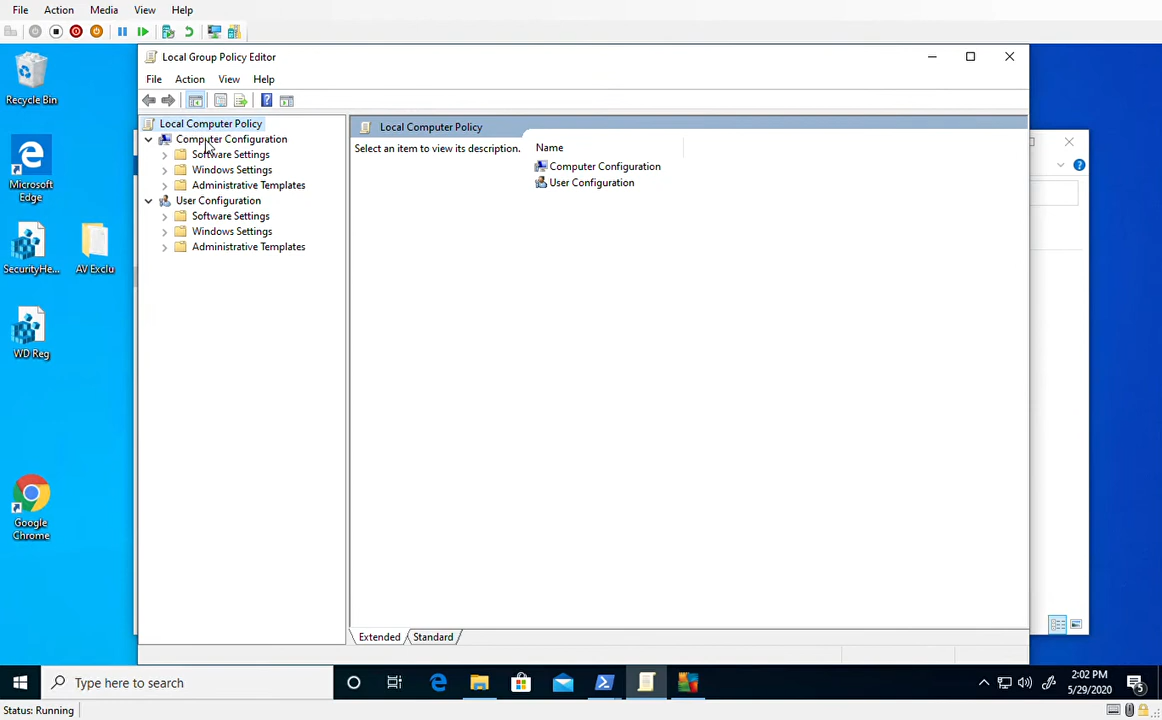 File Action Media View Help
Local Group Policy Editor
File Action View Help
Local Computer Policy
Computer Configuration
Software Settings
Windows Settings
Administrative Templates
User Configuration
Software Settings
Windows Settings
Administrative Templates
Local Computer Policy
Select an item to view its description.
Name
Computer Configuration
User Configuration
Extended Standard
Recycle Bin
Microsoft
Edge
SecurityHe...
AV Exclu
WD Reg
Google
Chrome
Type here to search
2:02 PM
5/29/2020
5
Status: Running